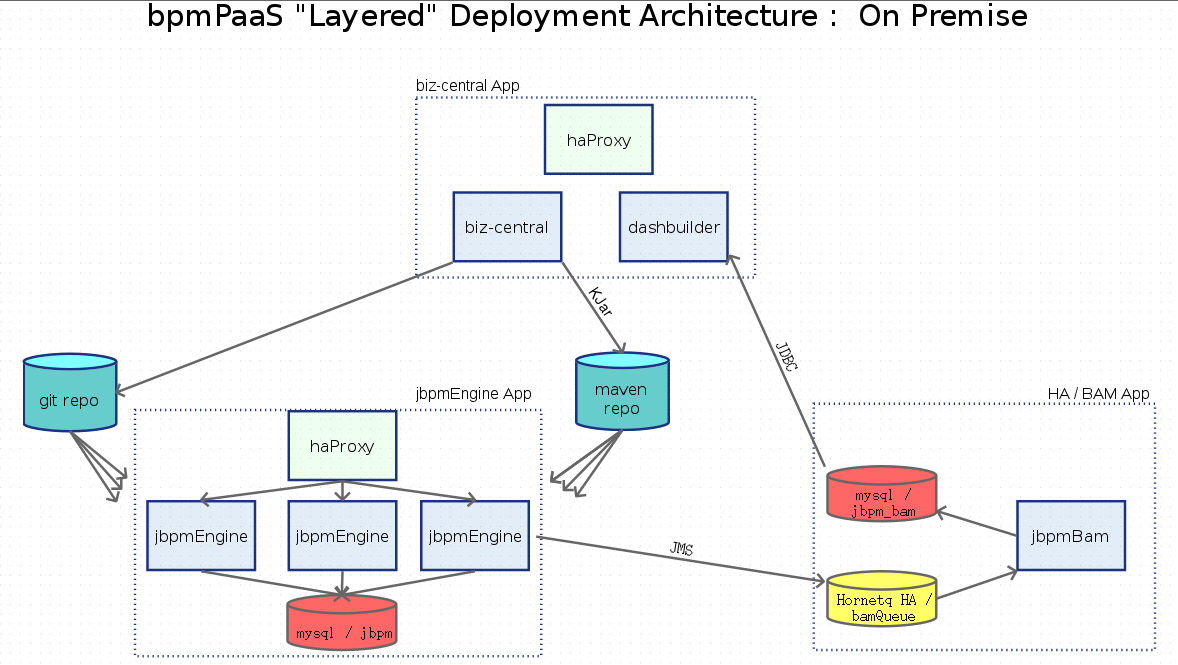 bpmPaaS "Layered" Deployment Architecture :  On Premise
biz-central App
haProxy
biz-central
dashbuilder
KJar
JDBC
git repo
maven
repo
jbpmEngine App
haProxy
jbpmEngine
jbpmEngine
jbpmEngine
mysql / jbpm
JMS
HA / BAM App
mysql /
jbpm_bam
jbpmBam
Hornetq HA /
bamQueue